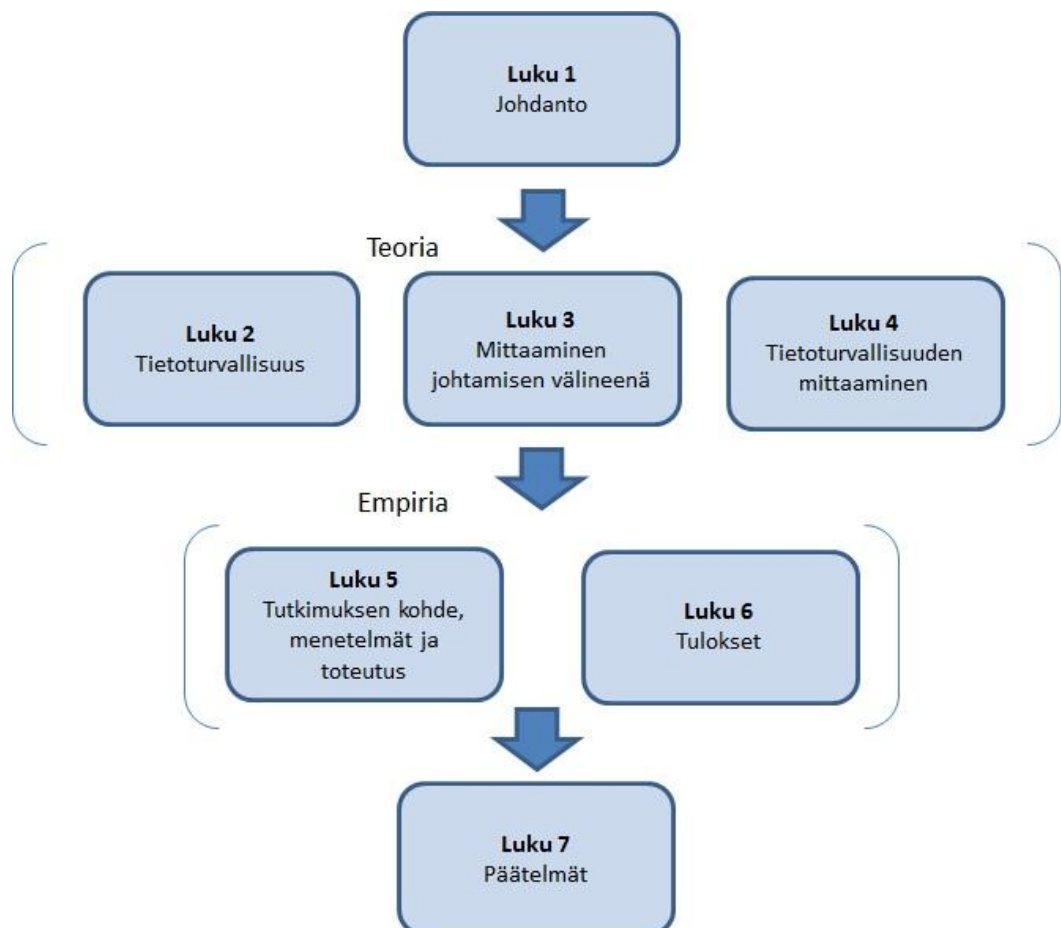 Luku 1
Johdanto
Teoria
Luku 2
Tietoturvallisuus
Luku 3
Mittaaminen
johtamisen välineenä
Luku 4
Tietoturvallisuuden
mittaaminen
Empiria
Luku 5
Tutkimuksen kohde,
menetelmät ja
toteutus
Luku 6
Tulokset
Luku 7
Päätelmät